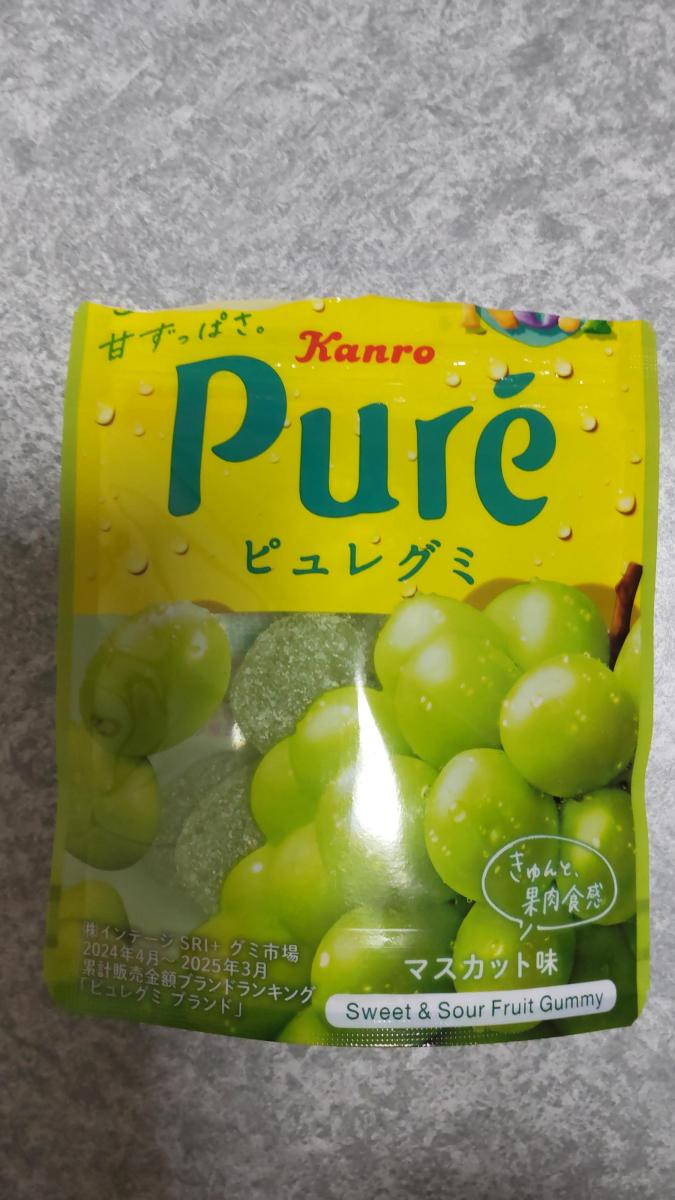 甘ずっぱさ。
Kanro
Puré
ピュレグミ
きゅんと、
果肉食感
㈱インテージ SRI+ グミ市場
2024年4月～2025年3月
累計販売金額ブランドランキング
「ピュレグミ ブランド」
マスカット味
Sweet & Sour Fruit Gummy